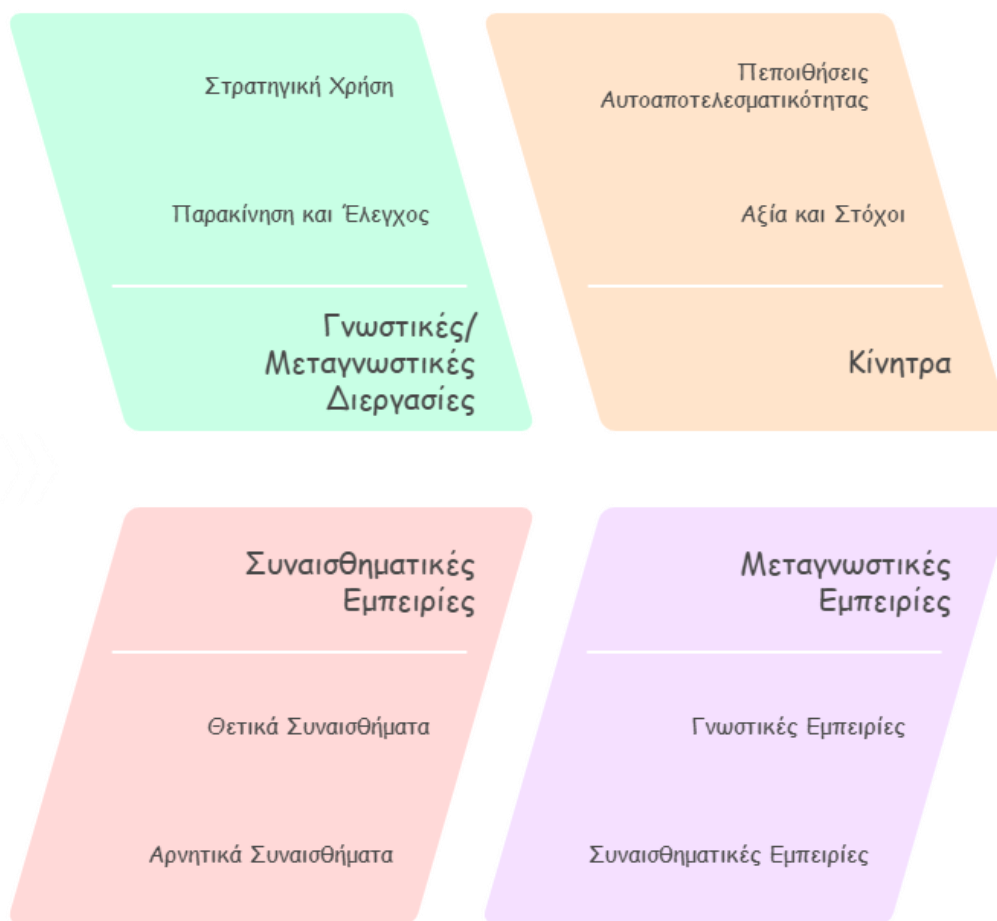 Στρατηγική Χρήση
Παρακίνηση και Έλεγχος
Γνωστικές/
Μεταγνωστικές
Διεργασίες
Πεποιθήσεις
Αυτοαποτελεσματικότητας
Αξία και Στόχοι
Κίνητρα
Συναισθηματικές
Εμπειρίες
Θετικά Συναισθήματα
Αρνητικά Συναισθήματα
Μεταγνωστικές
Εμπειρίες
Γνωστικές Εμπειρίες
Συναισθηματικές Εμπειρίες